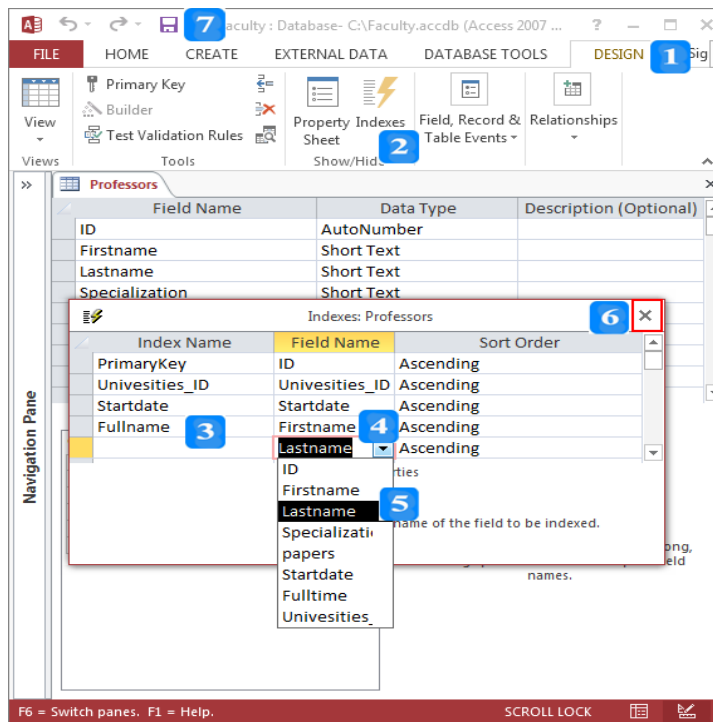 7 aculty : Database- C:\Faculty.accdb (Access 2007 ... ?
FILE HOME CREATE EXTERNAL DATA DATABASE TOOLS DESIGN 1 Sig
View
Views
Primary Key
Builder
Test Validation Rules
Tools
Property Sheet Indexes 2
Show/Hide
Field, Record & Table Events
Relationships
Professors
Field Name Data Type Description (Optional)
ID AutoNumber
Firstname Short Text
Lastname Short Text
Specialization Short Text
Indexes: Professors 6
Index Name Field Name Sort Order
PrimaryKey ID Ascending
Univesities_ID Univesities_ID Ascending
Startdate Startdate Ascending
Fullname 3 Firstname 4 Ascending
Lastname Ascending
ID
Firstname
Lastname 5
Specializati
papers
Startdate
Fulltime
Univesities_
rties
name of the field to be indexed.
ong,
eld
names.
Navigation Pane
F6 = Switch panes. F1 = Help. SCROLL LOCK